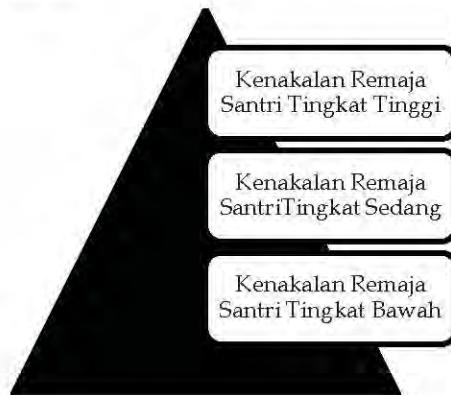 Kenakalan Remaja
Santri Tingkat Tinggi
Kenakalan Remaja
SantriTingkat Sedang
Kenakalan Remaja
Santri Tingkat Bawah